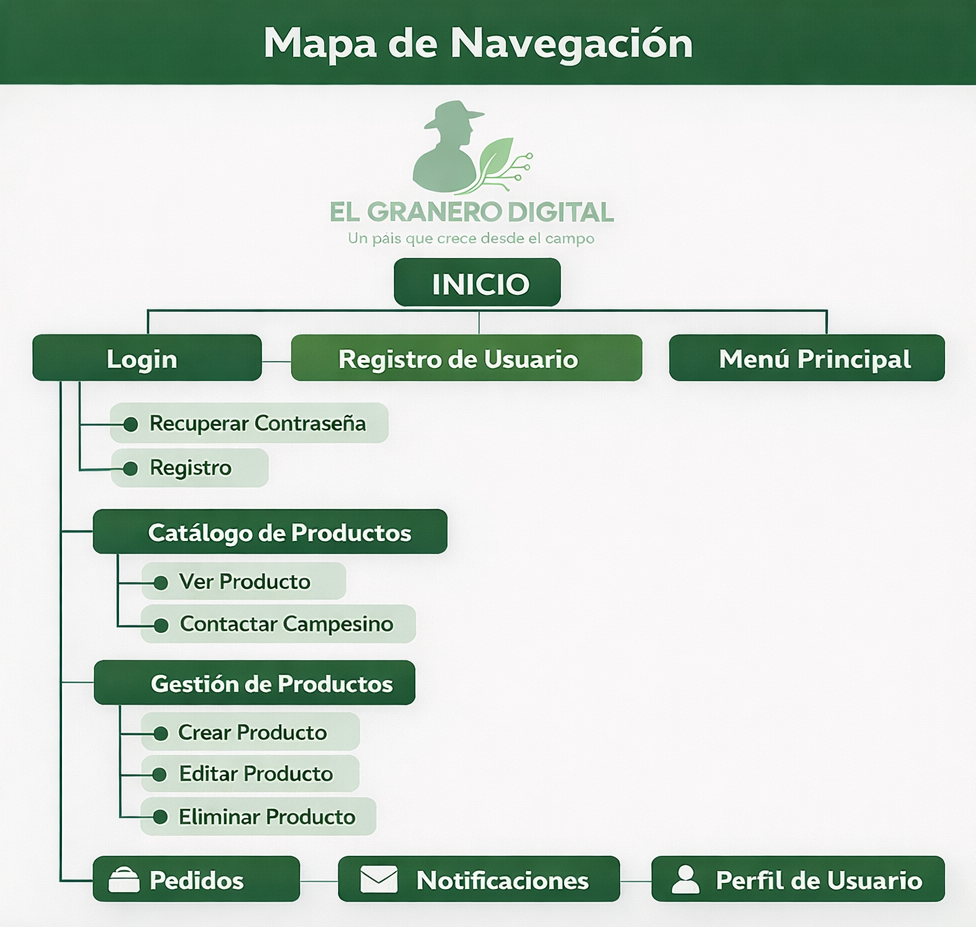 Mapa de Navegación
EL GRANERO DIGITAL
Un páis que crece desde el campo
INICIO
Login
Registro de Usuario
Menú Principal
Recuperar Contraseña
Registro
Catálogo de Productos
Ver Producto
Contactar Campesino
Gestión de Productos
Crear Producto
Editar Producto
Eliminar Producto
Pedidos
Notificaciones
Perfil de Usuario